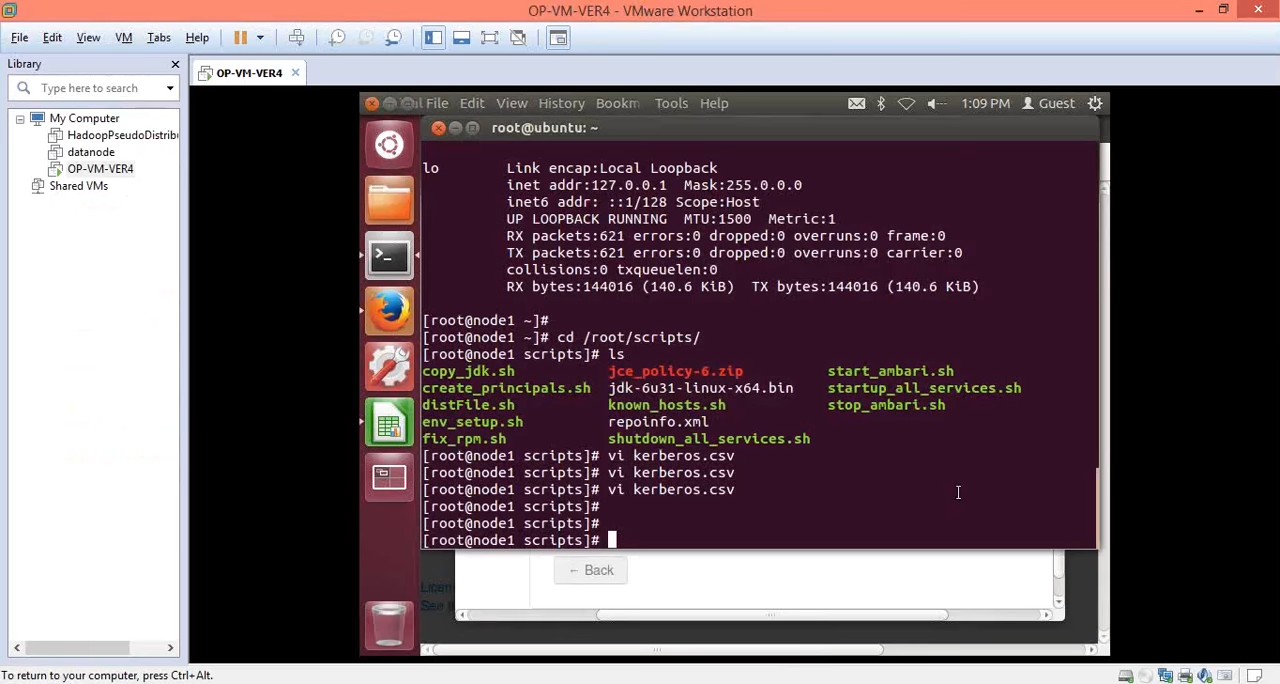 OP-VM-VER4 - VMware Workstation
File Edit View VM Tabs Help
Library
OP-VM-VER4
Type here to search
My Computer
HadoopPseudoDistrib
datanode
OP-VM-VER4
Shared VMs
al File Edit View History Bookm Tools Help 1:09 PM Guest
root@ubuntu: ~
lo Link encap:Local Loopback
inet addr:127.0.0.1 Mask:255.0.0.0
inet6 addr: ::1/128 Scope:Host
UP LOOPBACK RUNNING MTU:1500 Metric:1
RX packets:621 errors:0 dropped:0 overruns:0 frame:0
TX packets:621 errors:0 dropped:0 overruns:0 carrier:0
collisions:0 txqueuelen:0
RX bytes:144016 (140.6 KiB) TX bytes:144016 (140.6 KiB)
[root@node1 ~]#
[root@node1 ~]# cd /root/scripts/
[root@node1 scripts]# ls
copy_jdk.sh jce_policy-6.zip start_ambari.sh
create_principals.sh jdk-6u31-linux-x64.bin startup_all_services.sh
distFile.sh known_hosts.sh stop_ambari.sh
env_setup.sh repoinfo.xml
fix_rpm.sh shutdown_all_services.sh
[root@node1 scripts]# vi kerberos.csv
[root@node1 scripts]# vi kerberos.csv
[root@node1 scripts]# vi kerberos.csv
[root@node1 scripts]#
[root@node1 scripts]#
[root@node1 scripts]#
← Back
To return to your computer, press Ctrl+Alt.